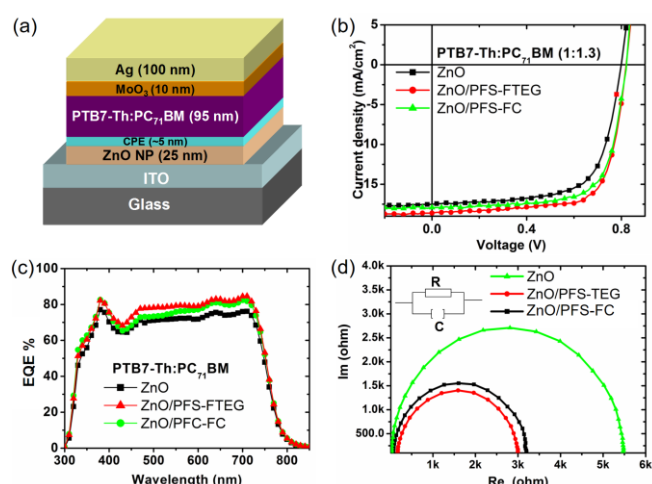 (a)
Ag (100 nm)
MoO₃ (10 nm)
PTB7-Th:PC₇₁BM (95 nm)
CPE (~5 nm)
ZnO NP (25 nm)
ITO
Glass
(b)
Current density (mA/cm²)
5
0
-5
-10
15
PTB7-Th:PC₇₁BM (1:1.3)
ZnO
ZnO/PFS-FTEG
ZnO/PFS-FC
0.0 0.4 0.8
Voltage (V)
(c)
EQE %
100
80
60
40
20
0
PTB7-Th:PC₇₁BM
ZnO
ZnO/PFS-FTEG
ZnO/PFC-FC
300 400 500 600 700 800
Wavelength (nm)
(d)
Im (ohm)
4.0k
3.5k
3.0k
2.5k
2.0k
1.5k
1.0k
500.0
R
C
ZnO
ZnO/PFS-TEG
ZnO/PFS-FC
1k 2k 3k 4k 5k 6k
Re (ohm)